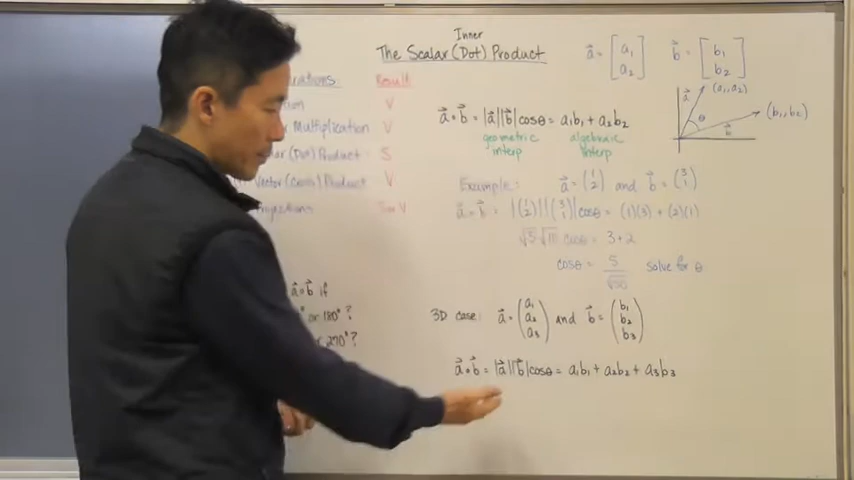 Inner
The Scalar (Dot) Product
a⃗ = [a₁ a₂] b⃗ = [b₁ b₂]
Result
V
a⃗ • b⃗ = |a⃗||b⃗|cosθ = a₁b₁ + a₂b₂
geometric interp
algebraic interp
a⃗ (a₁,a₂)
θ
b⃗ (b₁,b₂)
Multiplication V
(Dot) Product S
Vector (Cross) Product V
S or V
Example: a⃗ = (1 2) and b⃗ = (3 1)
a⃗ • b⃗ = |(1 2)||(3 1)|cosθ = (1)(3) + (2)(1)
√5 √10 cosθ = 3+2
cosθ = 5/√50 solve for θ
a⃗ • b⃗ if
or 180°?
270°?
3D case: a⃗ = (a₁ a₂ a₃) and b⃗ = (b₁ b₂ b₃)
a⃗ • b⃗ = |a⃗||b⃗|cosθ = a₁b₁ + a₂b₂ + a₃b₃